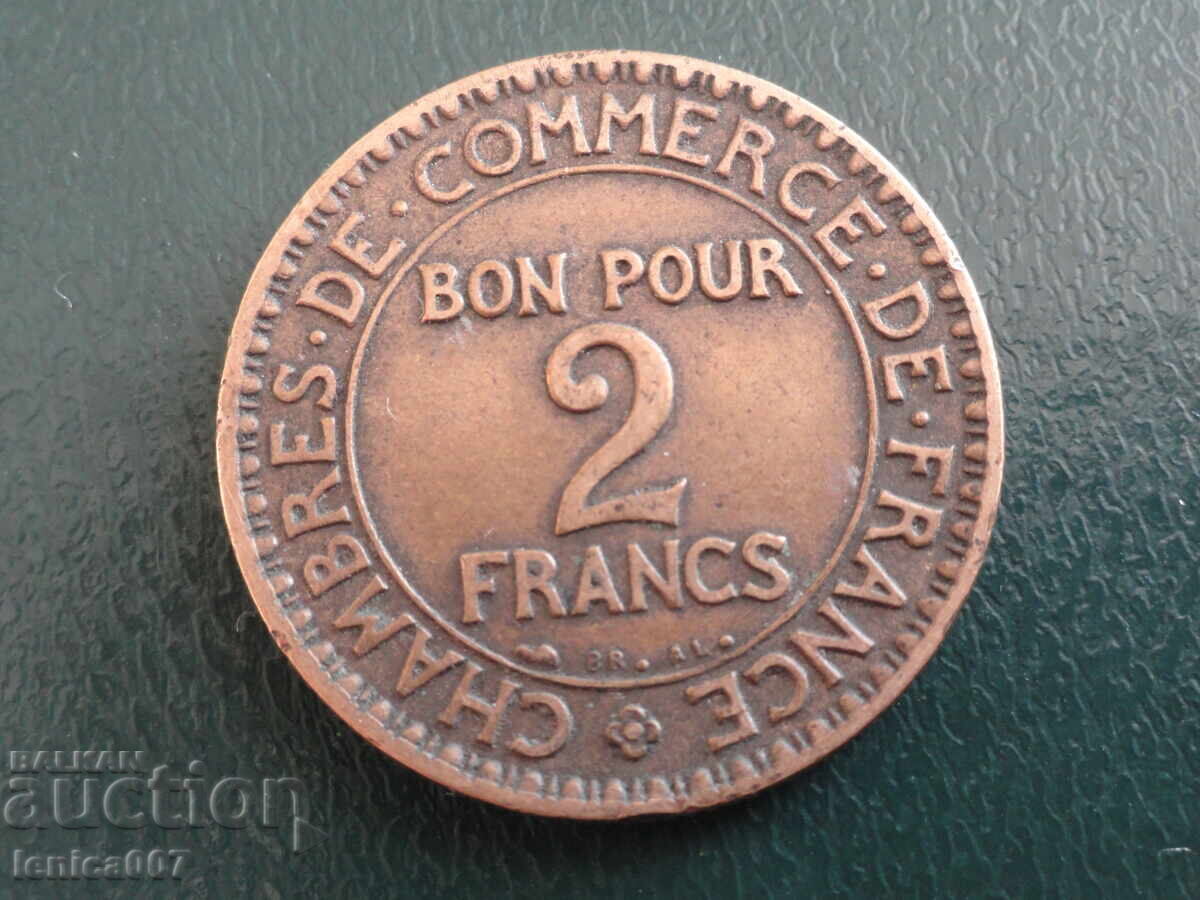 CHAMBRES · DE · COMMERCE · DE · FRANCE
BON POUR
2
FRANCS
BR. AL.
BALKAN
auction
lenica007